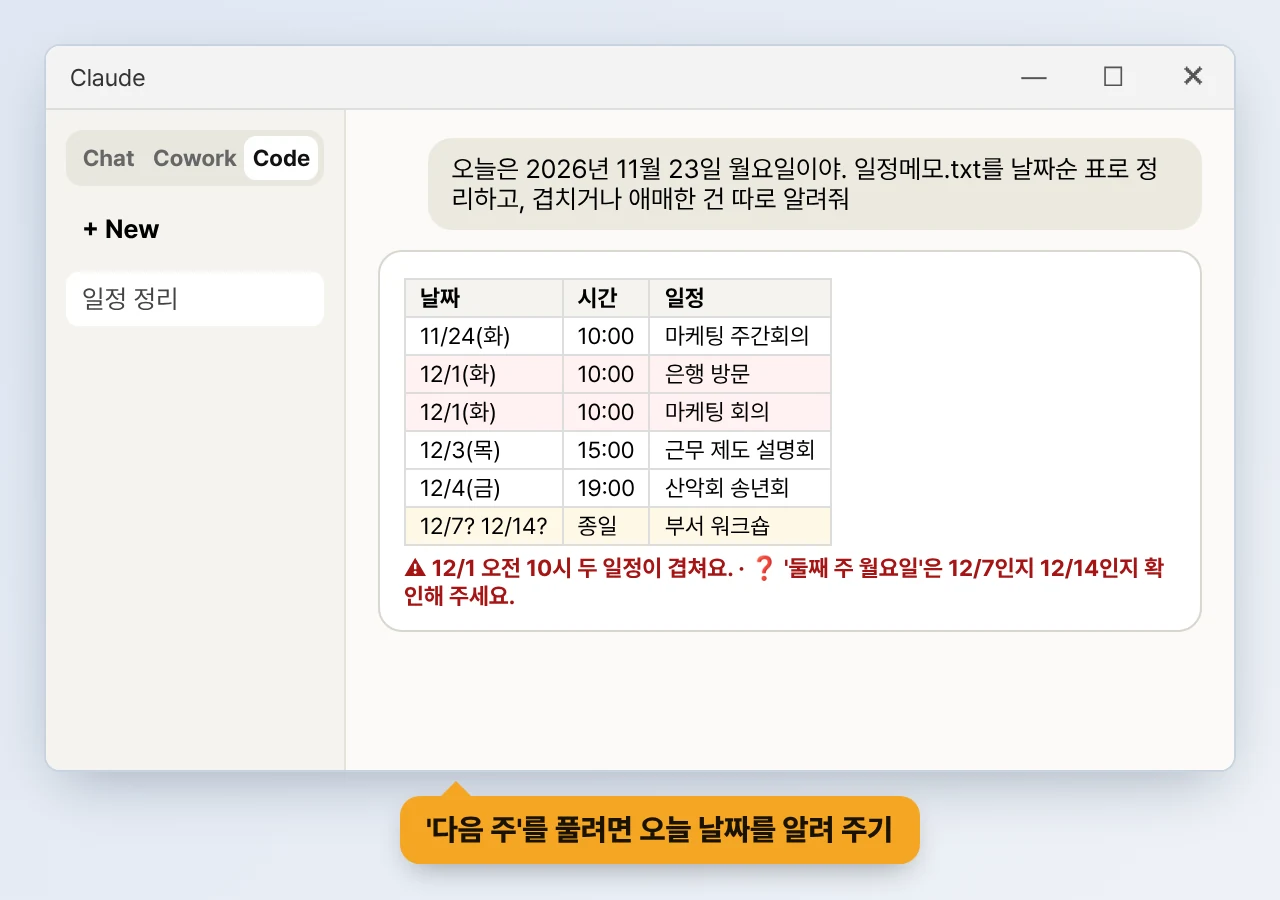 Claude
Chat Cowork Code
+ New
일정 정리
오늘은 2026년 11월 23일 월요일이야. 일정메모.txt를 날짜순 표로 정
리하고, 겹치거나 애매한 건 따로 알려줘
날짜 시간 일정
11/24(화) 10:00 마케팅 주간회의
12/1(화) 10:00 은행 방문
12/1(화) 10:00 마케팅 회의
12/3(목) 15:00 근무 제도 설명회
12/4(금) 19:00 산악회 송년회
12/7? 12/14? 종일 부서 워크숍
⚠ 12/1 오전 10시 두 일정이 겹쳐요. · ❓ '둘째 주 월요일'은 12/7인지 12/14인지 확
인해 주세요.
'다음 주'를 풀려면 오늘 날짜를 알려 주기